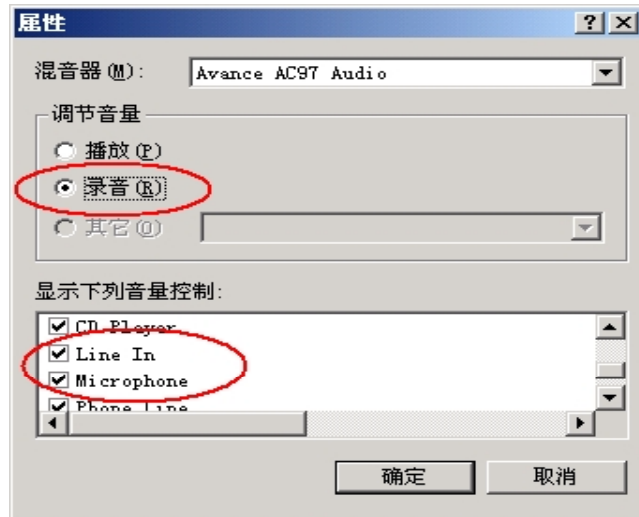 属性
混音器(M): Avance AC97 Audio
调节音量
播放(P)
录音(R)
其它(O)
显示下列音量控制:
CD Player
Line In
Microphone
Phone Line
确定 取消